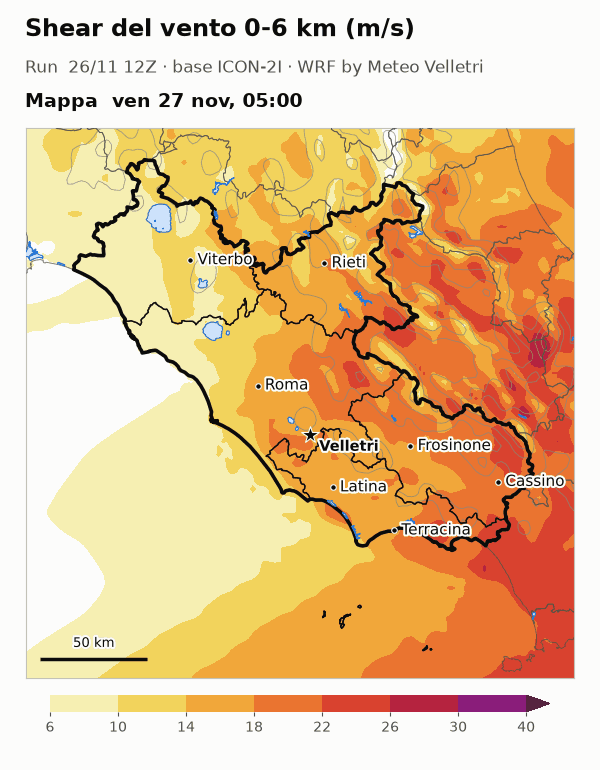 Shear del vento 0-6 km (m/s)
Run  26/11 12Z · base ICON-2I · WRF by Meteo Velletri
Mappa  ven 27 nov, 05:00
Viterbo
Rieti
Roma
Velletri
Frosinone
Cassino
Latina
Terracina
50 km
6 10 14 18 22 26 30 40